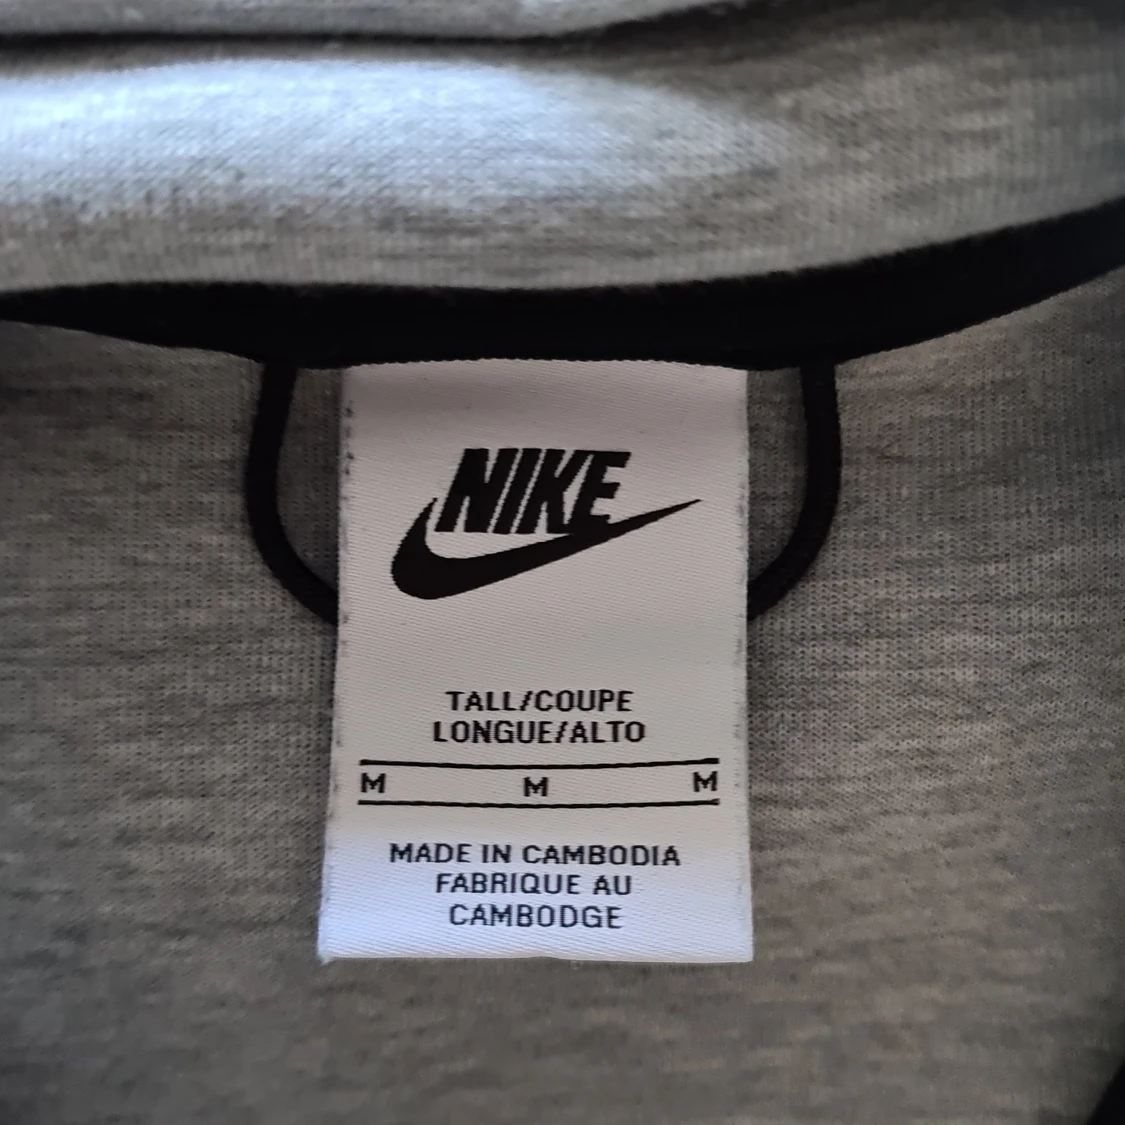 NIKE
TALL/COUPE
LONGUE/ALTO
M M M
MADE IN CAMBODIA
FABRIQUE AU
CAMBODGE